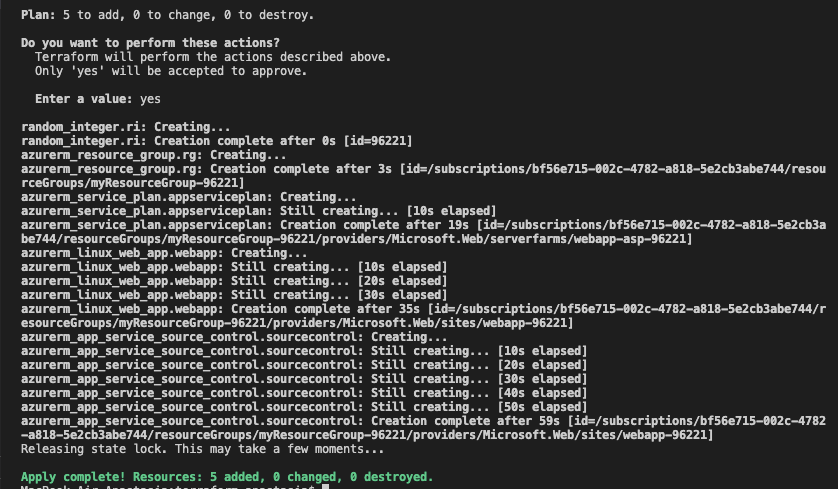 Plan: 5 to add, 0 to change, 0 to destroy.
Do you want to perform these actions?
Terraform will perform the actions described above.
Only 'yes' will be accepted to approve.
Enter a value: yes
random_integer.ri: Creating...
random_integer.ri: Creation complete after 0s [id=96221]
azurerm_resource_group.rg: Creating...
azurerm_resource_group.rg: Creation complete after 3s [id=/subscriptions/bf56e715-002c-4782-a818-5e2cb3abe744/resou
rceGroups/myResourceGroup-96221]
azurerm_service_plan.appserviceplan: Creating...
azurerm_service_plan.appserviceplan: Still creating... [10s elapsed]
azurerm_service_plan.appserviceplan: Creation complete after 19s [id=/subscriptions/bf56e715-002c-4782-a818-5e2cb3a
be744/resourceGroups/myResourceGroup-96221/providers/Microsoft.Web/serverfarms/webapp-asp-96221]
azurerm_linux_web_app.webapp: Creating...
azurerm_linux_web_app.webapp: Still creating... [10s elapsed]
azurerm_linux_web_app.webapp: Still creating... [20s elapsed]
azurerm_linux_web_app.webapp: Still creating... [30s elapsed]
azurerm_linux_web_app.webapp: Creation complete after 35s [id=/subscriptions/bf56e715-002c-4782-a818-5e2cb3abe744/r
esourceGroups/myResourceGroup-96221/providers/Microsoft.Web/sites/webapp-96221]
azurerm_app_service_source_control.sourcecontrol: Creating...
azurerm_app_service_source_control.sourcecontrol: Still creating... [10s elapsed]
azurerm_app_service_source_control.sourcecontrol: Still creating... [20s elapsed]
azurerm_app_service_source_control.sourcecontrol: Still creating... [30s elapsed]
azurerm_app_service_source_control.sourcecontrol: Still creating... [40s elapsed]
azurerm_app_service_source_control.sourcecontrol: Still creating... [50s elapsed]
azurerm_app_service_source_control.sourcecontrol: Creation complete after 59s [id=/subscriptions/bf56e715-002c-4782
-a818-5e2cb3abe744/resourceGroups/myResourceGroup-96221/providers/Microsoft.Web/sites/webapp-96221]
Releasing state lock. This may take a few moments...
Apply complete! Resources: 5 added, 0 changed, 0 destroyed.